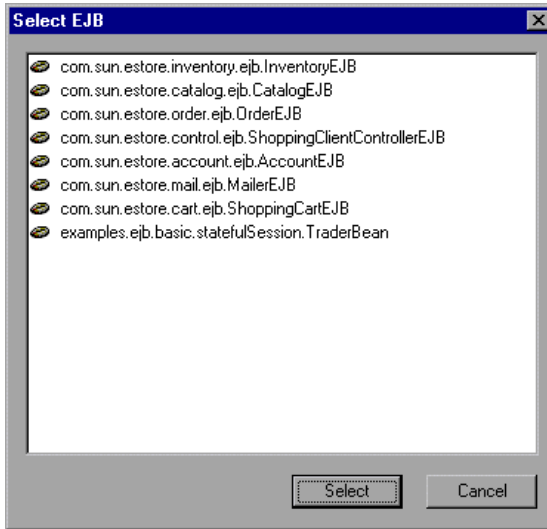 Select EJB
com.sun.estore.inventory.ejb.InventoryEJB
com.sun.estore.catalog.ejb.CatalogEJB
com.sun.estore.order.ejb.OrderEJB
com.sun.estore.control.ejb.ShoppingClientControllerEJB
com.sun.estore.account.ejb.AccountEJB
com.sun.estore.mail.ejb.MailerEJB
com.sun.estore.cart.ejb.ShoppingCartEJB
examples.ejb.basic.statefulSession.TraderBean
Select Cancel